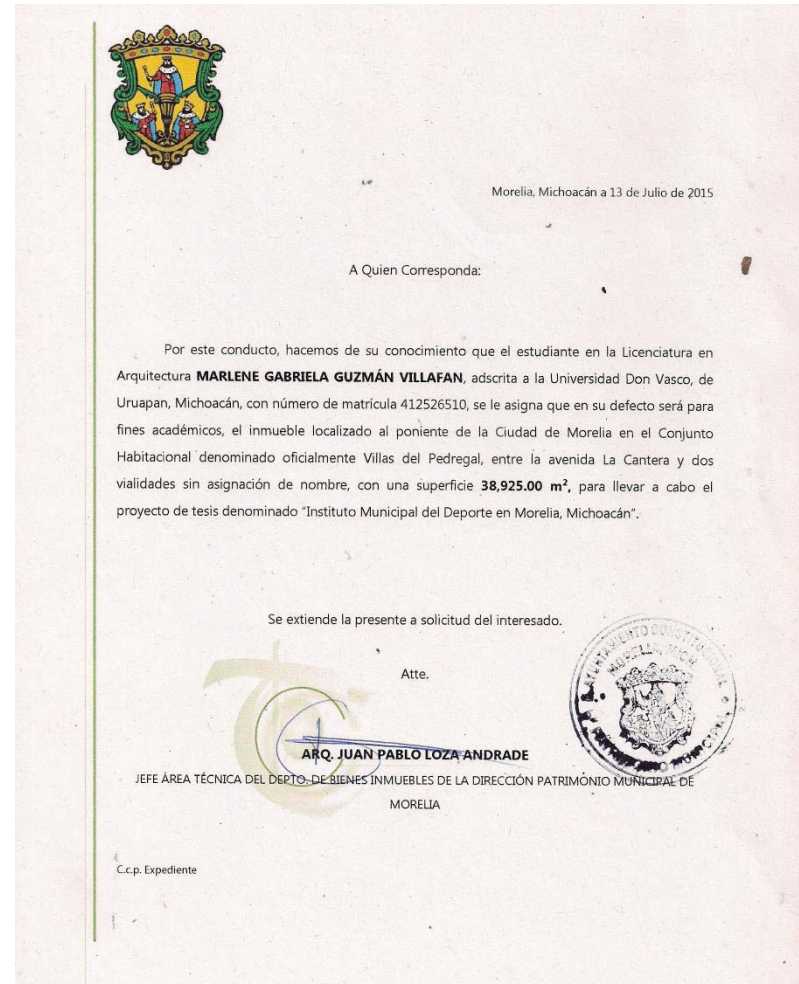 Morelia, Michoacán a 13 de Julio de 2015
A Quien Corresponda:
Por este conducto, hacemos de su conocimiento que el estudiante en la Licenciatura en
Arquitectura MARLENE GABRIELA GUZMÁN VILLAFAN, adscrita a la Universidad Don Vasco, de
Uruapan, Michoacán, con número de matrícula 412526510, se le asigna que en su defecto será para
fines académicos, el inmueble localizado al poniente de la Ciudad de Morelia en el Conjunto
Habitacional denominado oficialmente Villas del Pedregal, entre la avenida La Cantera y dos
vialidades sin asignación de nombre, con una superficie 38,925.00 m², para llevar a cabo el
proyecto de tesis denominado "Instituto Municipal del Deporte en Morelia, Michoacán".
Se extiende la presente a solicitud del interesado.
AYUNTAMIENTO CONSTITUCIONAL
MORELIA, MICH
PATRIMONIO MUNICIPAL
Atte.
ARQ. JUAN PABLO LOZA ANDRADE
JEFE ÁREA TÉCNICA DEL DEPTO. DE BIENES INMUEBLES DE LA DIRECCIÓN PATRIMONIO MUNICIPAL DE
MORELIA
C.c.p. Expediente